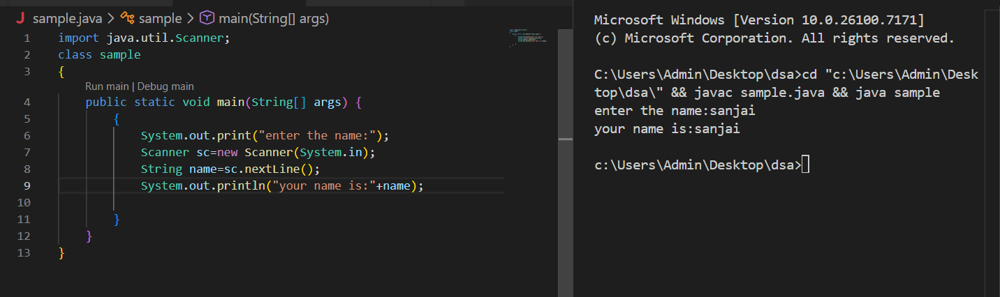 sample.java > sample > main(String[] args)
1 import java.util.Scanner;
2 class sample
3 {
Run main | Debug main
4 public static void main(String[] args) {
5 {
6 System.out.print("enter the name:");
7 Scanner sc=new Scanner(System.in);
8 String name=sc.nextLine();
9 System.out.println("your name is:"+name);
10
11 }
12 }
13 }
Microsoft Windows [Version 10.0.26100.7171]
(c) Microsoft Corporation. All rights reserved.
C:\Users\Admin\Desktop\dsa>cd "c:\Users\Admin\Desk
top\dsa\" && javac sample.java && java sample
enter the name:sanjai
your name is:sanjai
c:\Users\Admin\Desktop\dsa>